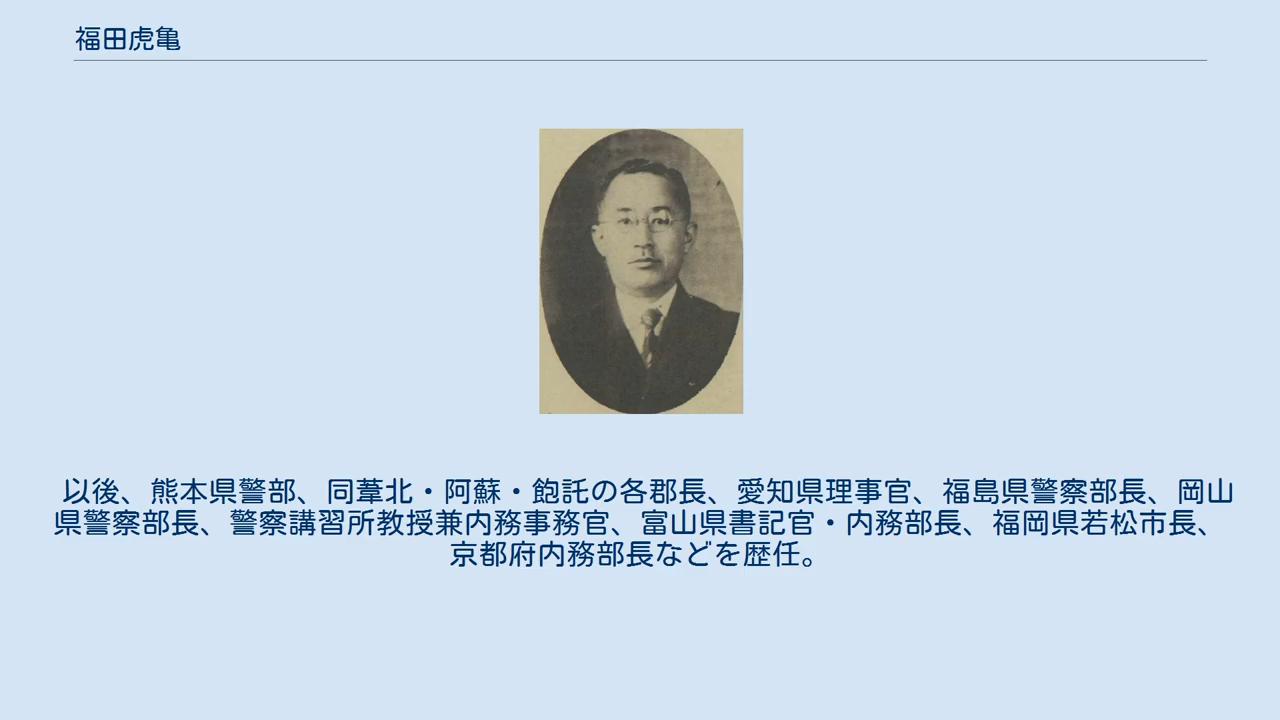 福田虎亀
以後、熊本県警部、同葦北・阿蘇・飽託の各郡長、愛知県理事官、福島県警察部長、岡山
県警察部長、警察講習所教授兼内務事務官、富山県書記官・内務部長、福岡県若松市長、
京都府内務部長などを歴任。